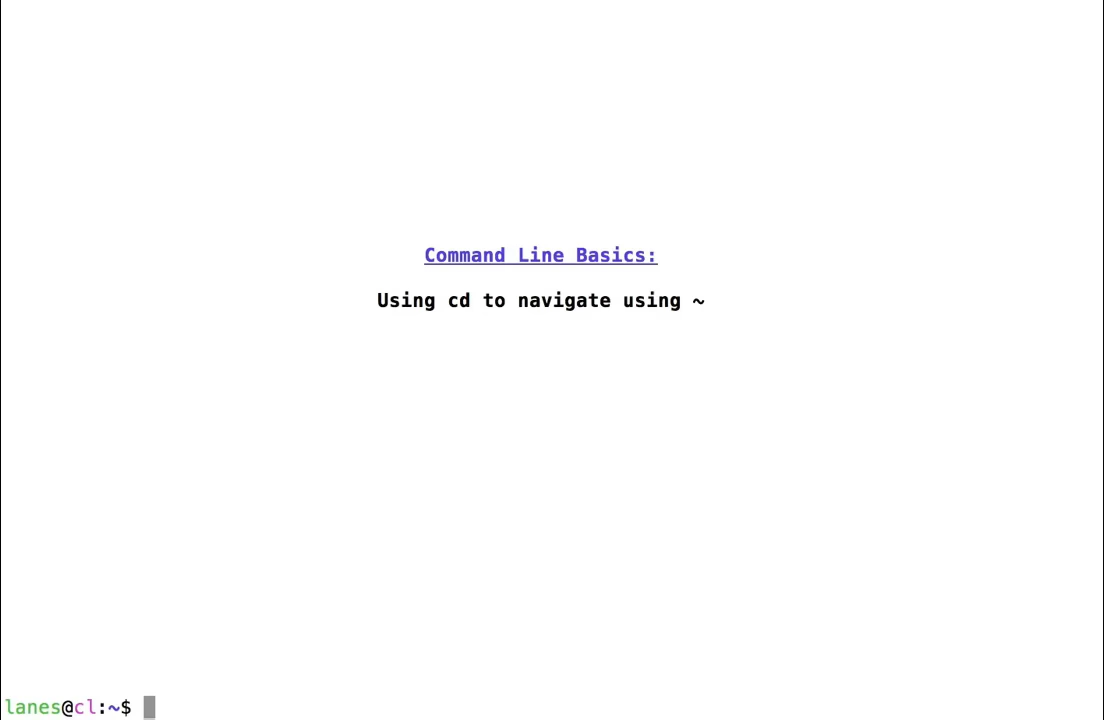 Command Line Basics:
Using cd to navigate using ~
lanes@cl:~$